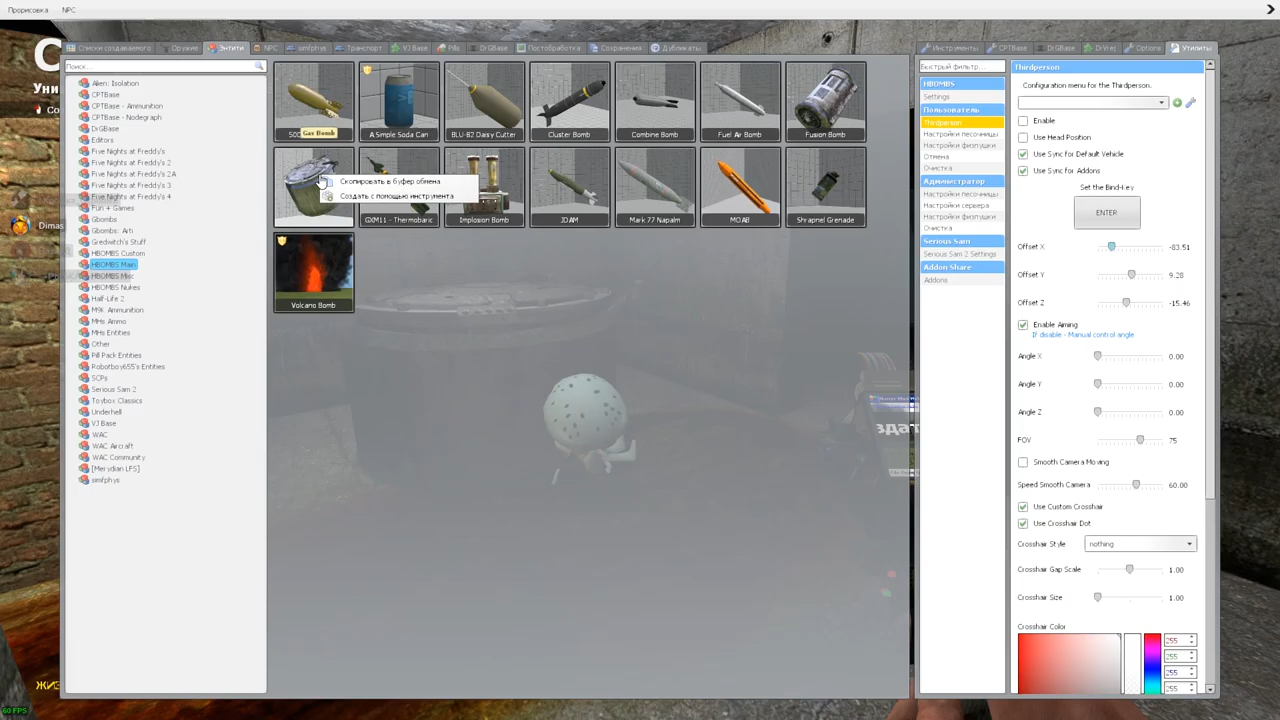 Прорисовка NPC
Списки создаваемого Оружие Энтити NPC simfphys Транспорт VJ Base Pills DrGBase Постобработка Сохранения Дубликаты
Инструменты CPTBase DrGBase DrVrej Options Утилиты
Поиск...
Alien: Isolation
CPTBase
CPTBase - Ammunition
CPTBase - Nodegraph
DrGBase
Editors
Five Nights at Freddy's
Five Nights at Freddy's 2
Five Nights at Freddy's 2A
Five Nights at Freddy's 3
Five Nights at Freddy's 4
Fun + Games
Gbombs
Gbombs: Arti
Gredwitch's Stuff
HBOMBS Custom
HBOMBS Main
HBOMBS Misc
HBOMBS Nukes
Half-Life 2
M9K Ammunition
MHs Ammo
MHs Entities
Other
Pill Pack Entities
Robotboy655's Entities
SCPs
Serious Sam 2
Toybox Classics
Underhell
VJ Base
WAC
WAC Aircraft
WAC Community
[Merydian LFS]
simfphys
Gas Bomb
A Simple Soda Can
BLU-82 Daisy Cutter
Cluster Bomb
Combine Bomb
Fuel Air Bomb
Fusion Bomb
Скопировать в буфер обмена
Создать с помощью инструмента
GXM11 - Thermobaric
Implosion Bomb
JDAM
Mark 77 Napalm
MOAB
Shrapnel Grenade
Volcano Bomb
Быстрый фильтр...
HBOMBS
Settings
Пользователь
Thirdperson
Настройки песочницы
Настройки физпушки
Отмена
Очистка
Администратор
Настройки песочницы
Настройки сервера
Настройки физпушки
Очистка
Serious Sam
Serious Sam 2 Settings
Addon Share
Addons
Thirdperson
Configuration menu for the Thirdperson.
Enable
Use Head Position
Use Sync for Default Vehicle
Use Sync for Addons
Set the Bind-key
ENTER
Offset X -83.51
Offset Y 9.28
Offset Z -15.46
Enable Aiming
If disable - Manual control angle
Angle X 0.00
Angle Y 0.00
Angle Z 0.00
FOV 75
Smooth Camera Moving
Speed Smooth Camera 60.00
Use Custom Crosshair
Use Crosshair Dot
Crosshair Style nothing
Crosshair Gap Scale 1.00
Crosshair Size 1.00
Crosshair Color
255
255
255
255
Dimas
60 FPS